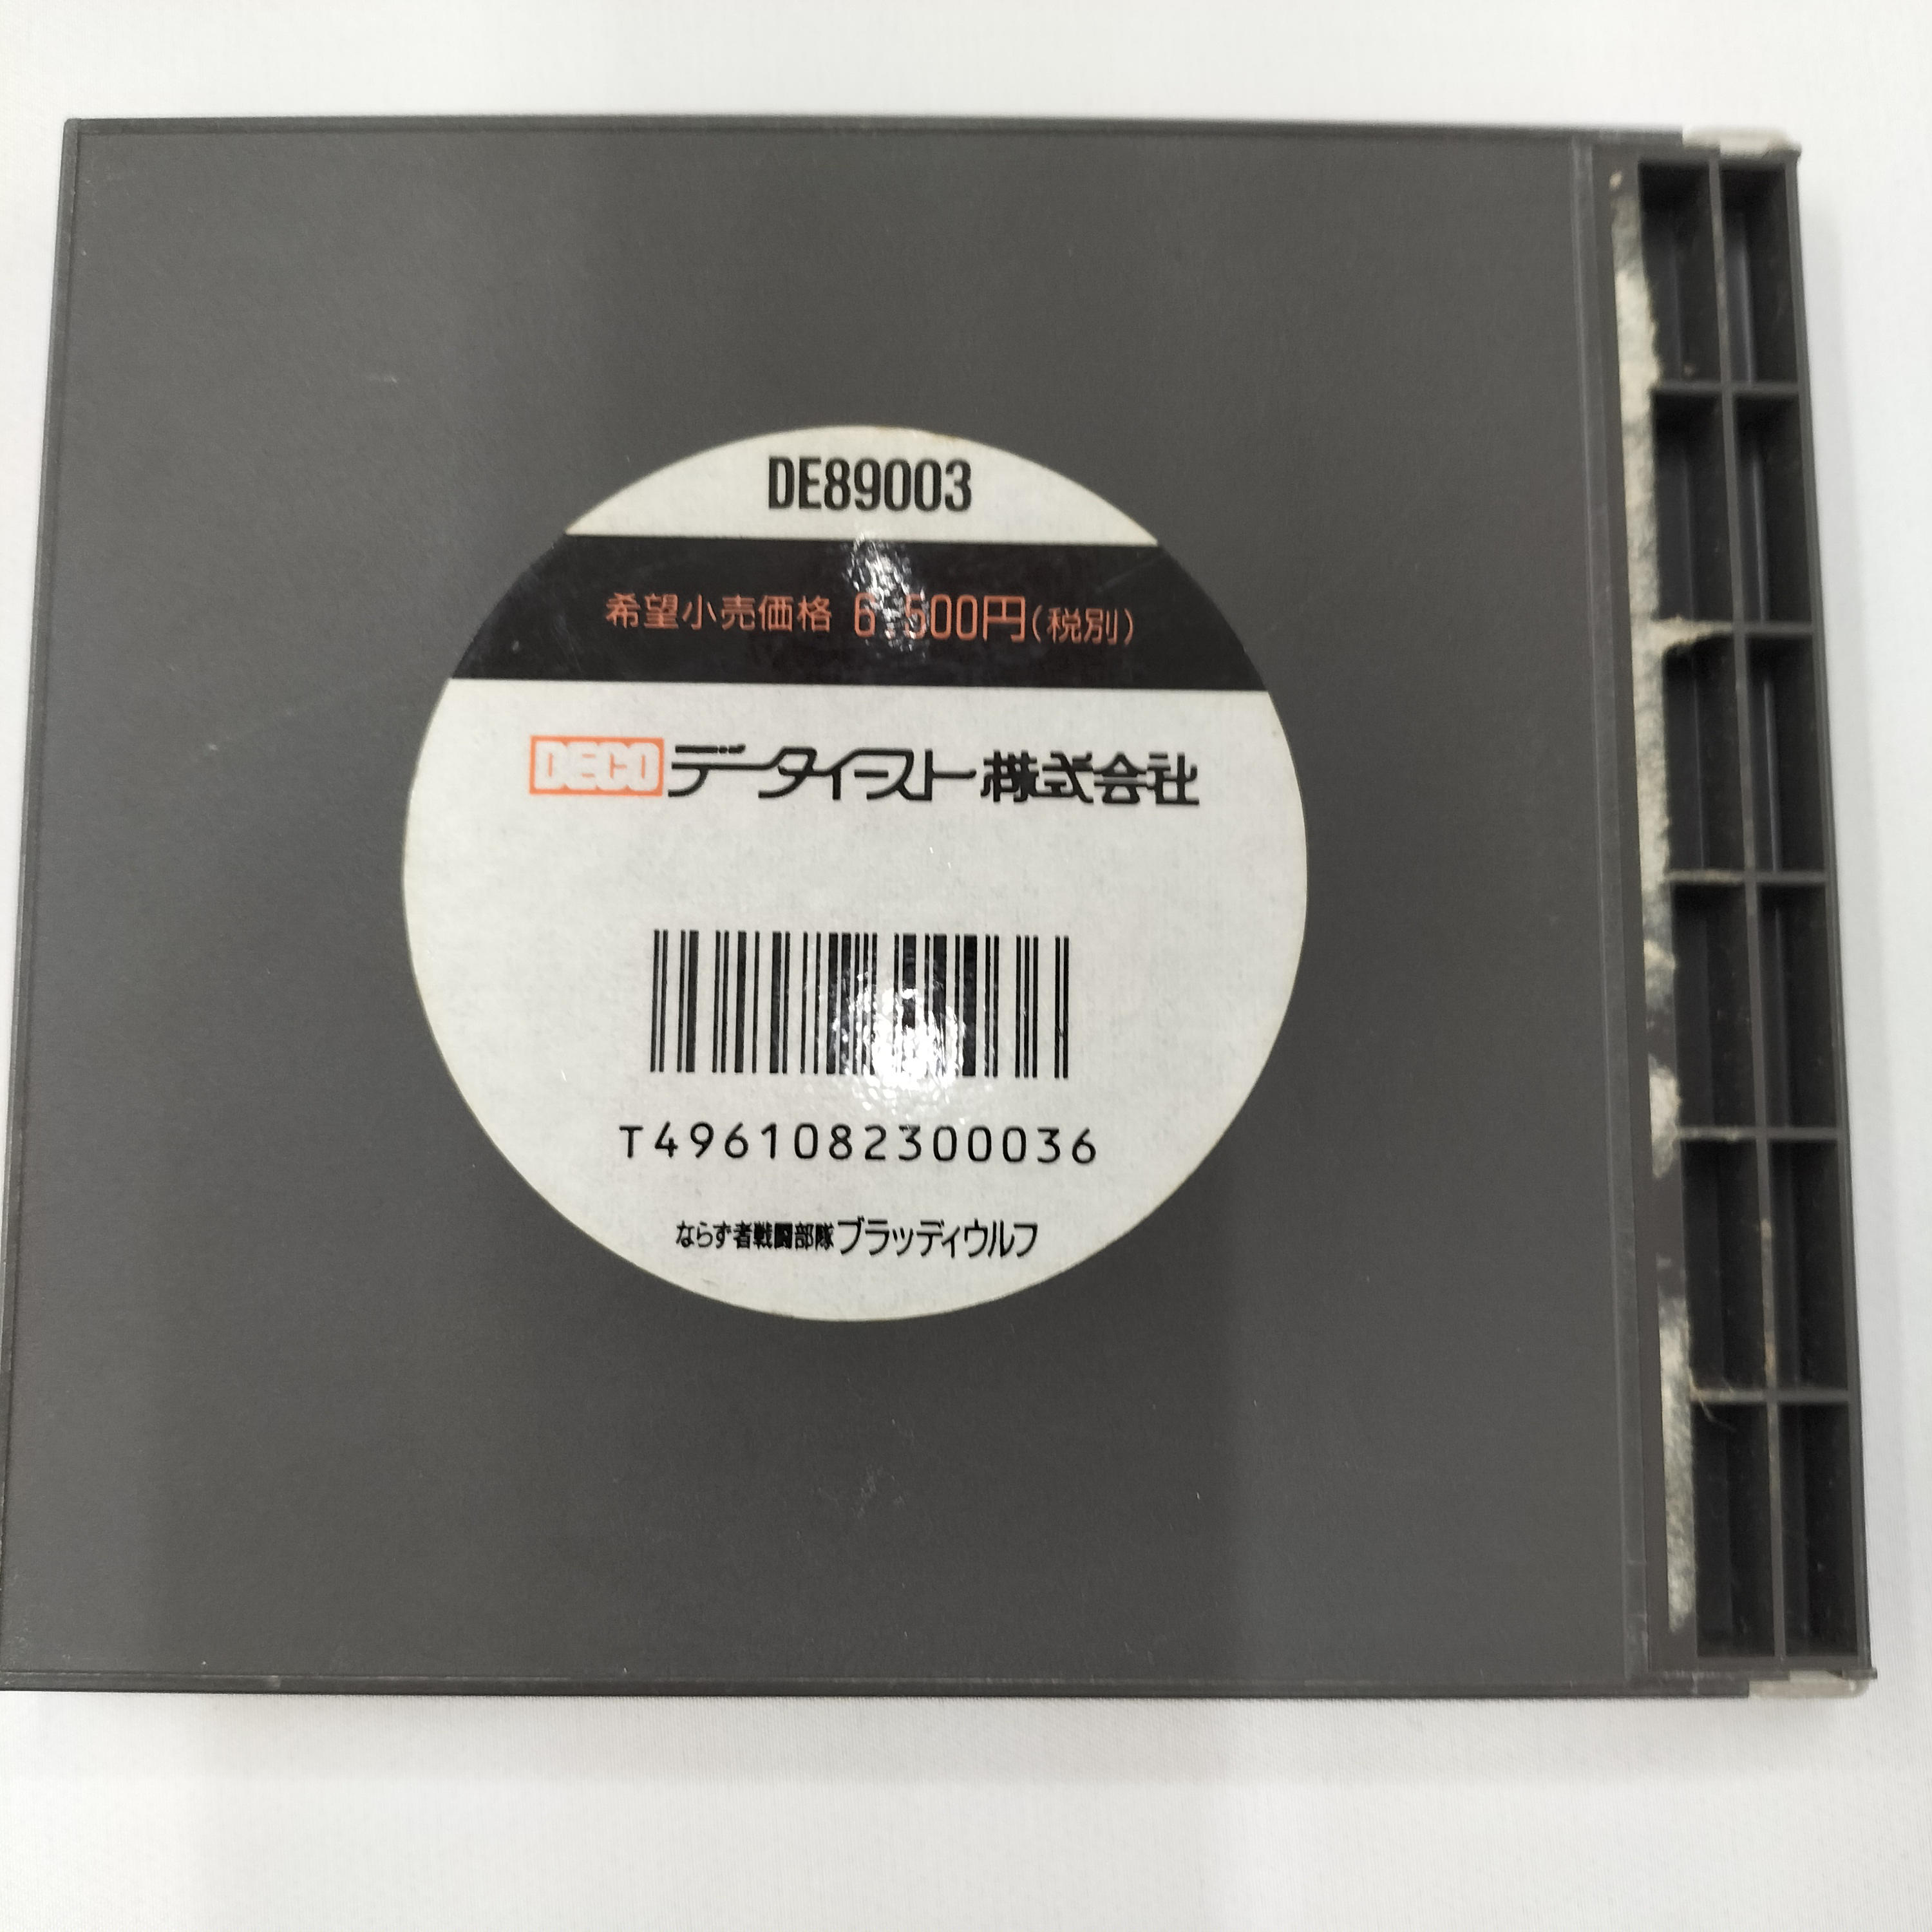 DE89003
希望小売価格 6,500円(税別)
DECO データイースト株式会社
T4961082300036
ならず者戦闘部隊ブラッディウルフ